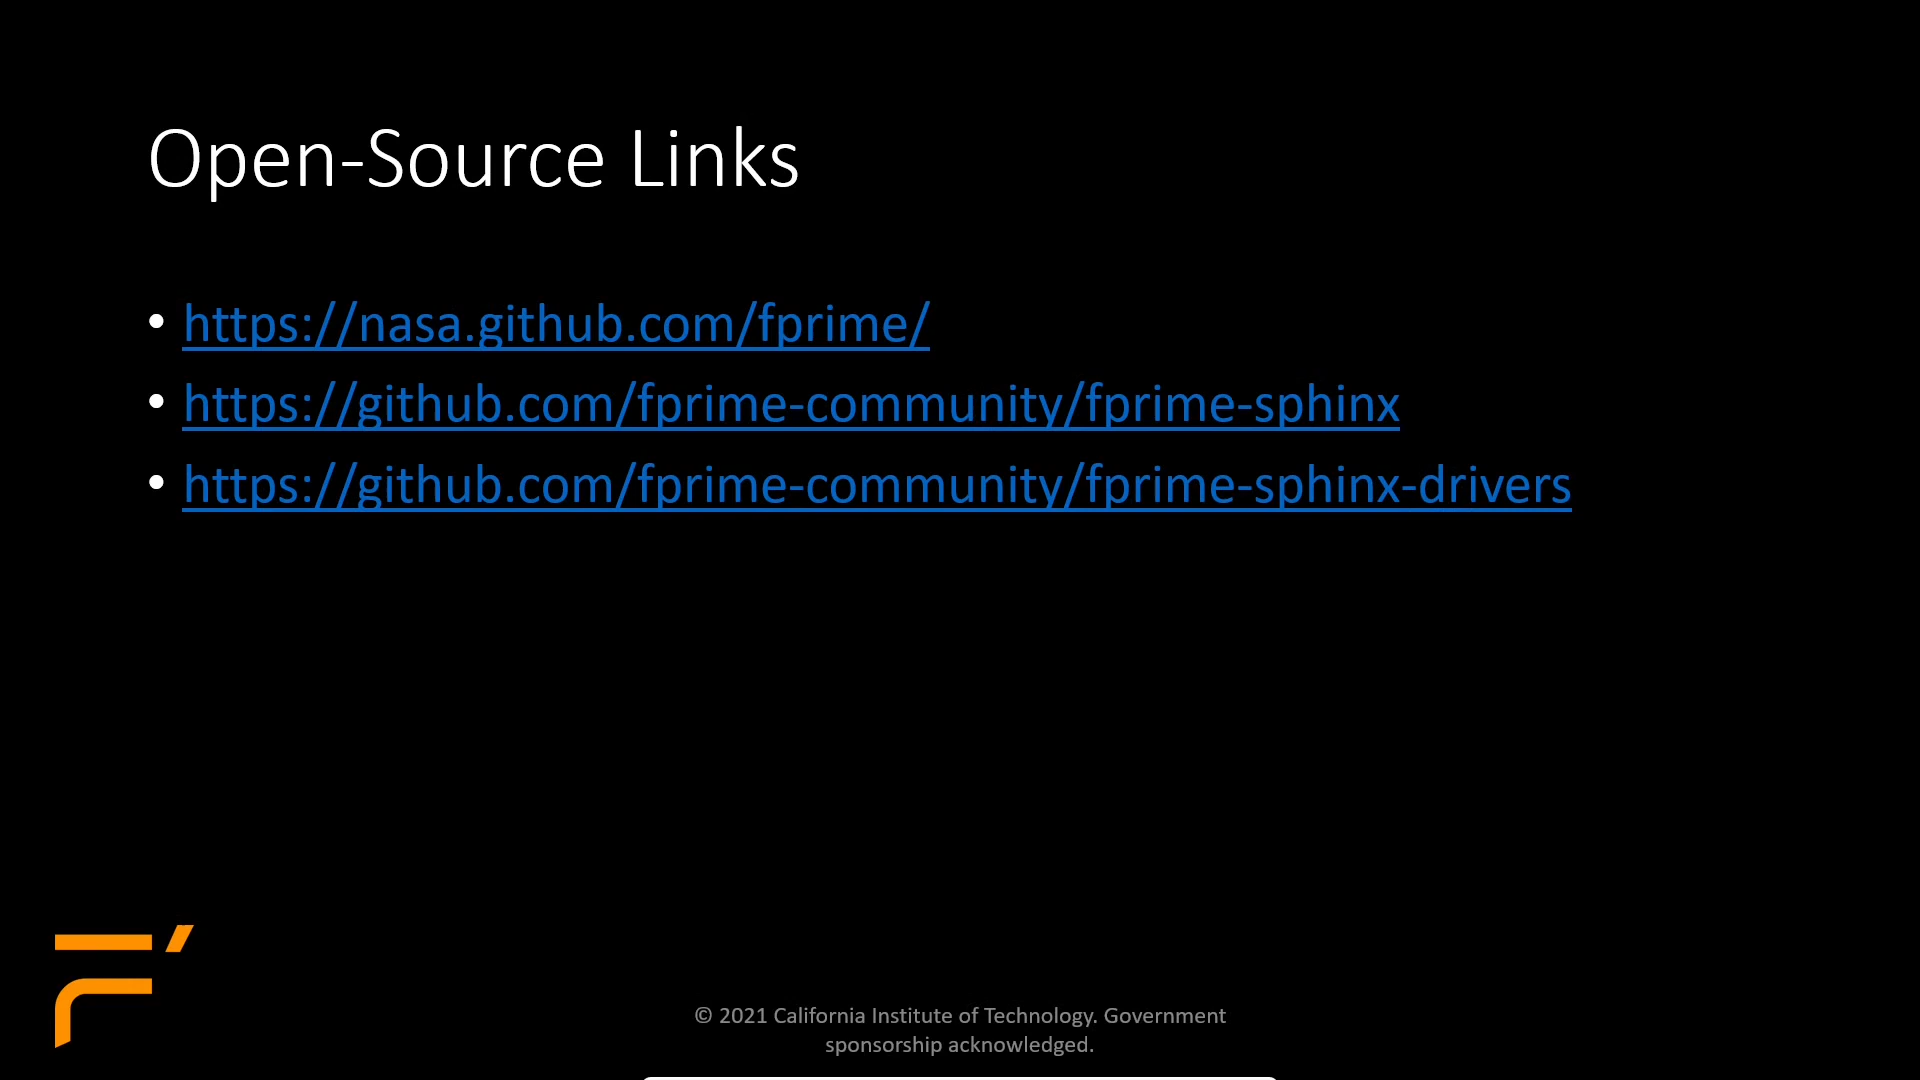 Open-Source Links
• https://nasa.github.com/fprime/
• https://github.com/fprime-community/fprime-sphinx
• https://github.com/fprime-community/fprime-sphinx-drivers
© 2021 California Institute of Technology. Government
sponsorship acknowledged.